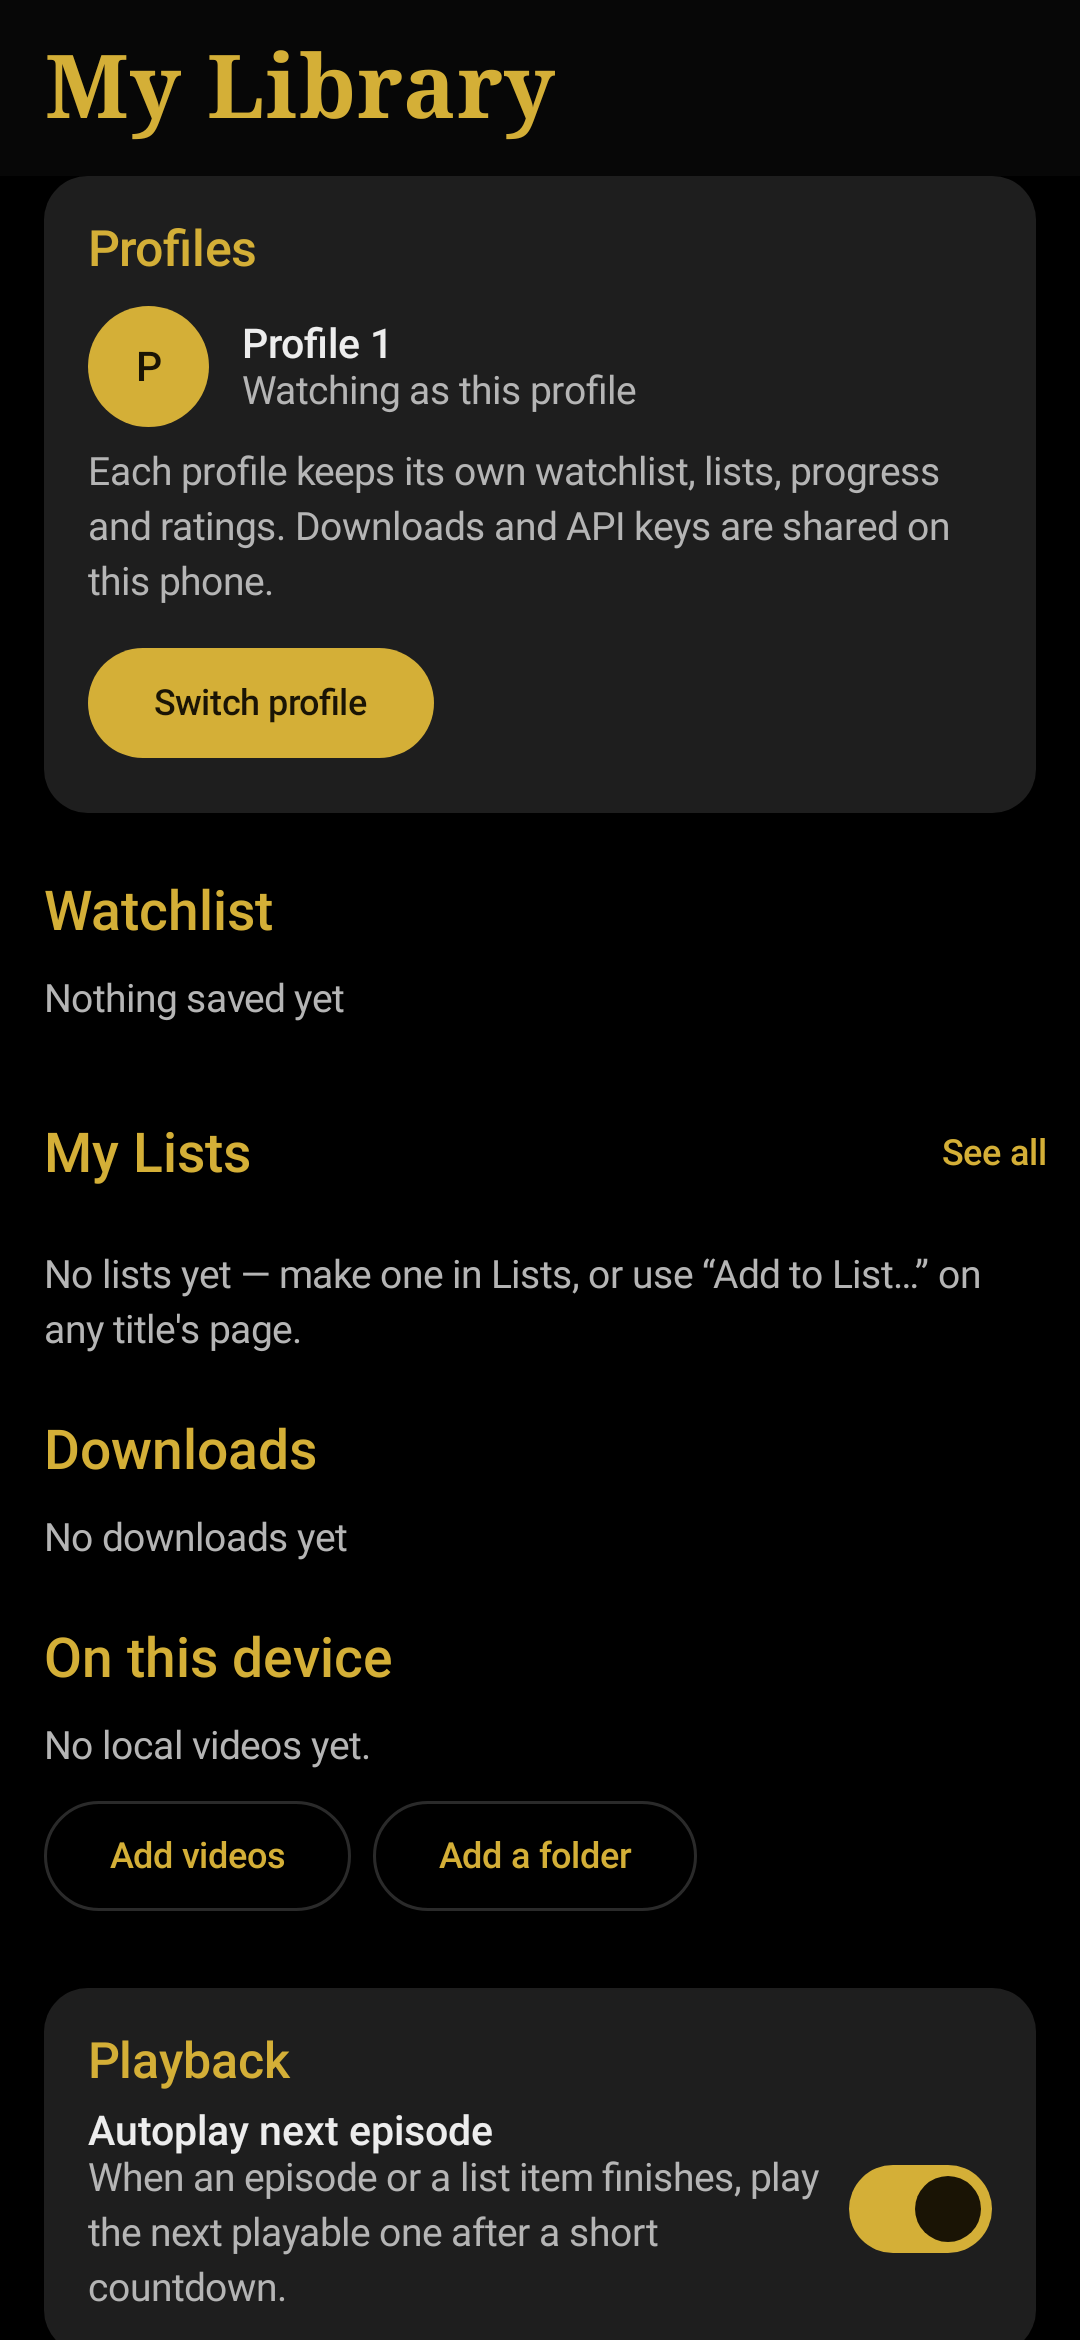 My Library
Profiles
P
Profile 1
Watching as this profile
Each profile keeps its own watchlist, lists, progress
and ratings. Downloads and API keys are shared on
this phone.
Switch profile
Watchlist
Nothing saved yet
My Lists
See all
No lists yet — make one in Lists, or use “Add to List…” on
any title's page.
Downloads
No downloads yet
On this device
No local videos yet.
Add videos
Add a folder
Playback
Autoplay next episode
When an episode or a list item finishes, play
the next playable one after a short
countdown.